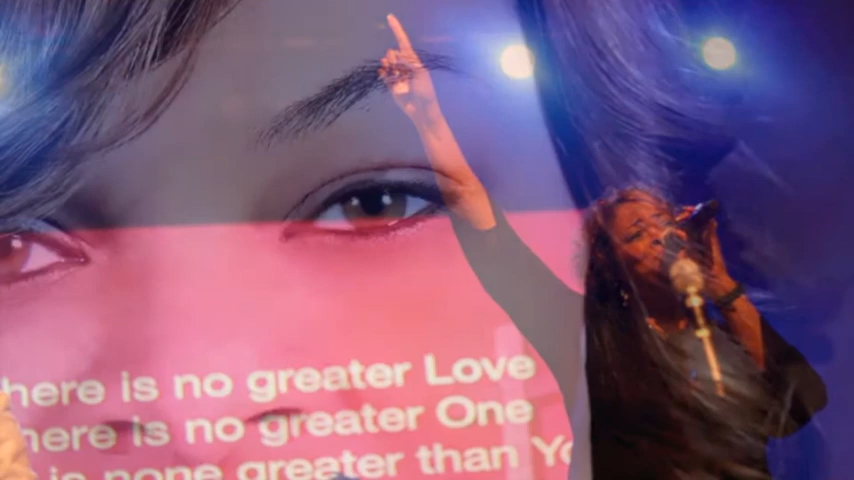 here is no greater Love
here is no greater One
is none greater than Yo